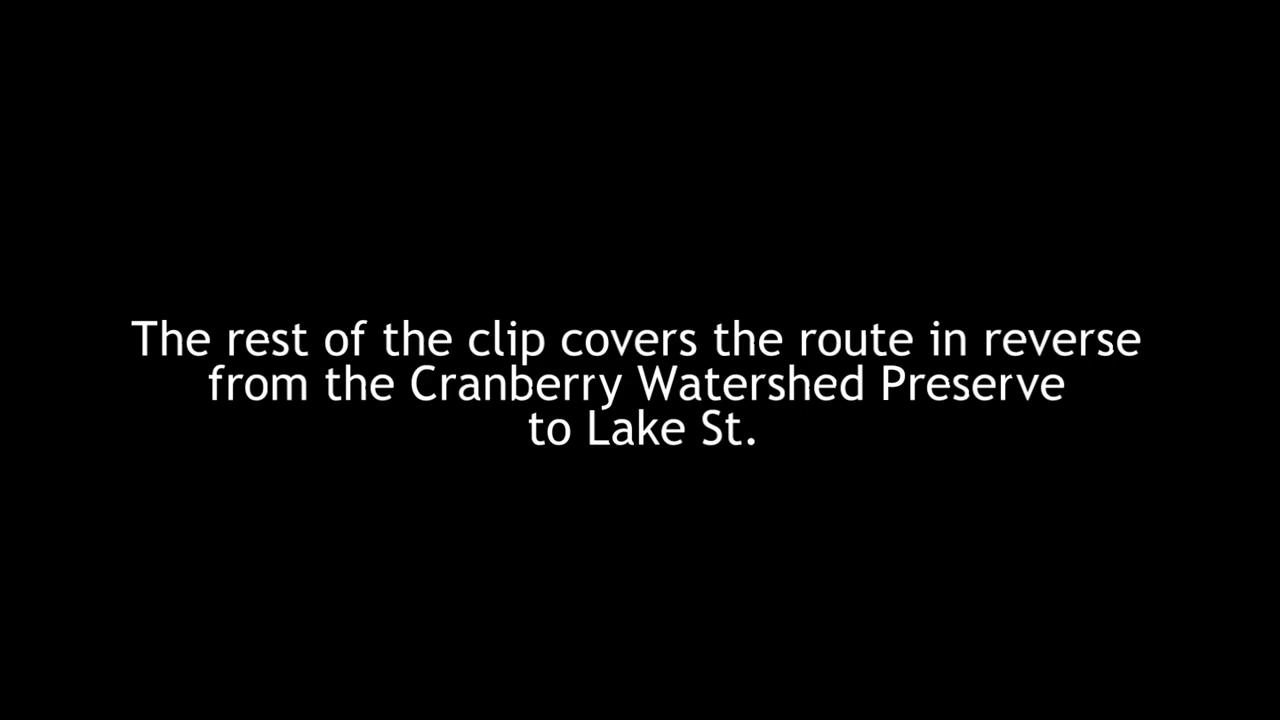 The rest of the clip covers the route in reverse
from the Cranberry Watershed Preserve
to Lake St.